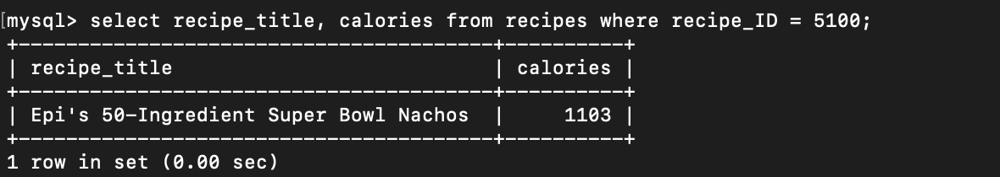 [mysql> select recipe_title, calories from recipes where recipe_ID = 5100;
+----------------------------------------+----------+
| recipe_title                           | calories |
+----------------------------------------+----------+
| Epi's 50-Ingredient Super Bowl Nachos  |     1103 |
+----------------------------------------+----------+
1 row in set (0.00 sec)